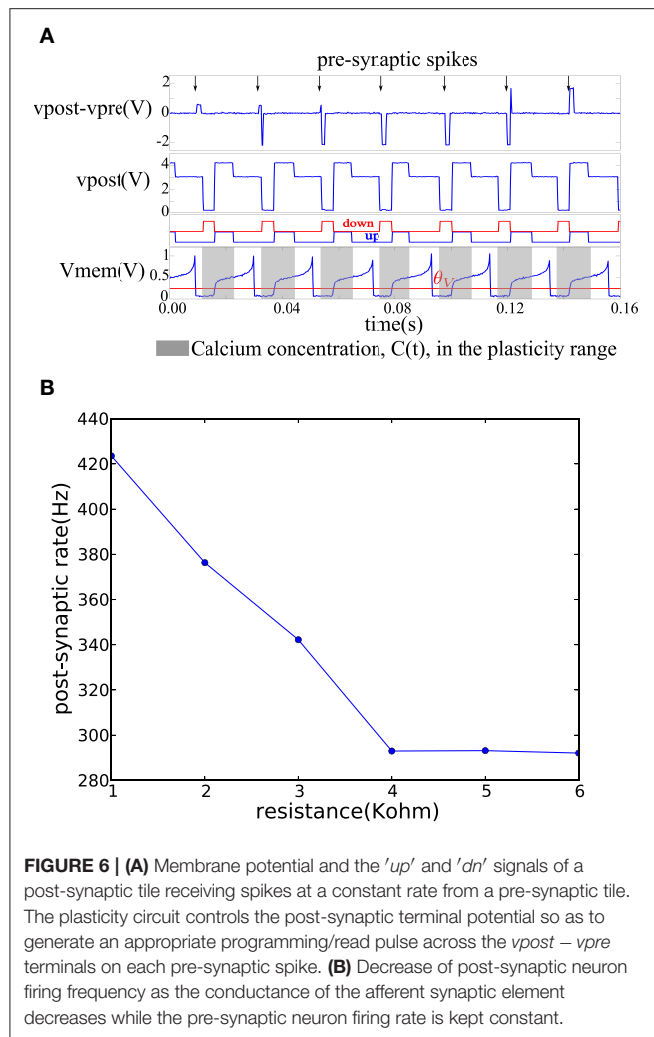 A
pre-synaptic spikes
vpost-vpre(V)
2
0
-2
vpost(V)
4
2
0
down
up
Vmem(V)
1
0.5
0
θV
0.00 0.04 0.08 0.12 0.16
time(s)
Calcium concentration, C(t), in the plasticity range
B
post-synaptic rate(Hz)
440
420
400
380
360
340
320
300
280
1 2 3 4 5 6
resistance(Kohm)
FIGURE 6 | (A) Membrane potential and the 'up' and 'dn' signals of a
post-synaptic tile receiving spikes at a constant rate from a pre-synaptic tile.
The plasticity circuit controls the post-synaptic terminal potential so as to
generate an appropriate programming/read pulse across the vpost – vpre
terminals on each pre-synaptic spike. (B) Decrease of post-synaptic neuron
firing frequency as the conductance of the afferent synaptic element
decreases while the pre-synaptic neuron firing rate is kept constant.